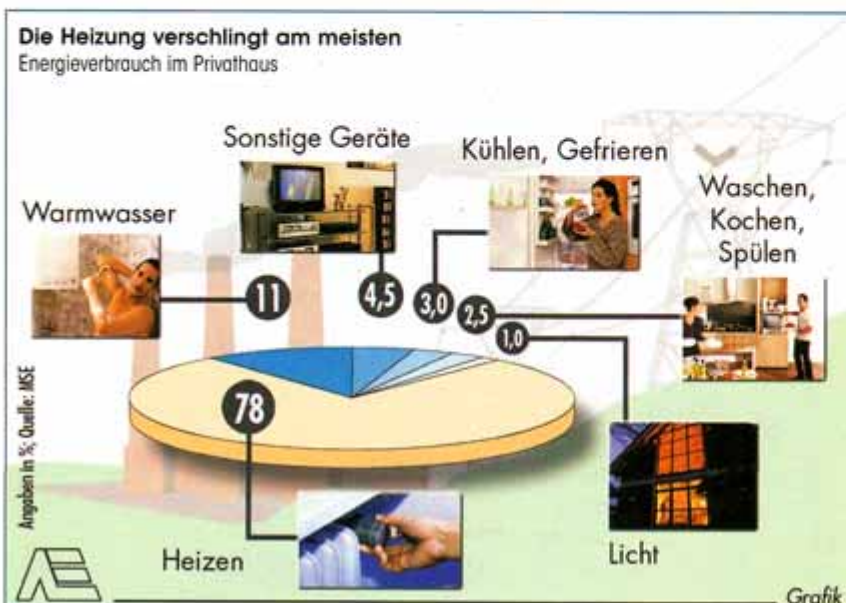 Die Heizung verschlingt am meisten
Energieverbrauch im Privathaus
Sonstige Geräte
Kühlen, Gefrieren
Waschen,
Kochen,
Spülen
Warmwasser
11
4,5
3,0
2,5
1,0
78
Angaben in %; Quelle: MSE
Heizen
Licht
Grafik